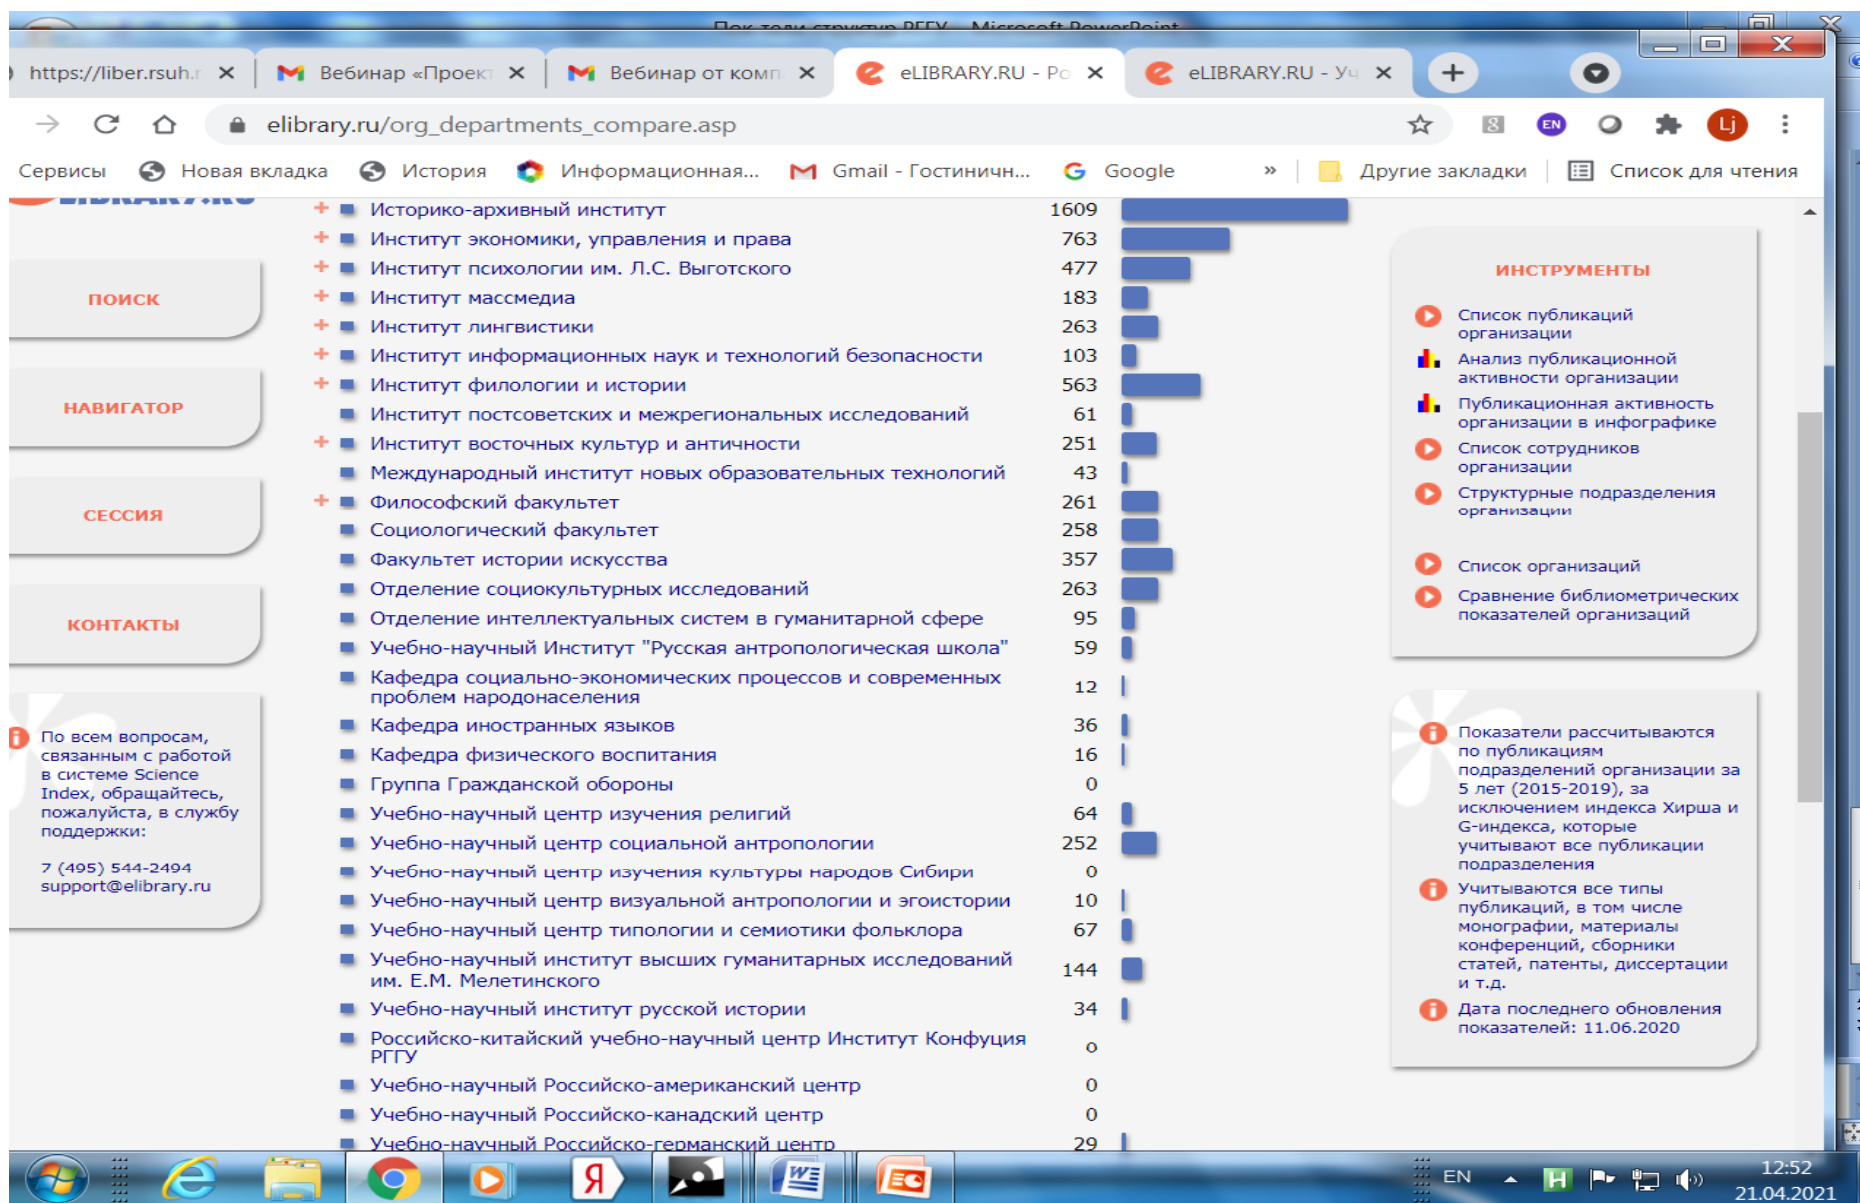 Microsoft PowerPoint
https://liber.rsuh.r
Вебинар «Проект
Вебинар от комп
eLIBRARY.RU - Ро
eLIBRARY.RU - Уч
elibrary.ru/org_departments_compare.asp
EN
Lj
Сервисы
Новая вкладка
История
Информационная...
Gmail - Гостиничн...
Google
»
Другие закладки
Список для чтения
ПОИСК
НАВИГАТОР
СЕССИЯ
КОНТАКТЫ
По всем вопросам,
связанным с работой
в системе Science
Index, обращайтесь,
пожалуйста, в службу
поддержки:
7 (495) 544-2494
support@elibrary.ru
Историко-архивный институт 1609
Институт экономики, управления и права 763
Институт психологии им. Л.С. Выготского 477
Институт массмедиа 183
Институт лингвистики 263
Институт информационных наук и технологий безопасности 103
Институт филологии и истории 563
Институт постсоветских и межрегиональных исследований 61
Институт восточных культур и античности 251
Международный институт новых образовательных технологий 43
Философский факультет 261
Социологический факультет 258
Факультет истории искусства 357
Отделение социокультурных исследований 263
Отделение интеллектуальных систем в гуманитарной сфере 95
Учебно-научный Институт "Русская антропологическая школа" 59
Кафедра социально-экономических процессов и современных
проблем народонаселения 12
Кафедра иностранных языков 36
Кафедра физического воспитания 16
Группа Гражданской обороны 0
Учебно-научный центр изучения религий 64
Учебно-научный центр социальной антропологии 252
Учебно-научный центр изучения культуры народов Сибири 0
Учебно-научный центр визуальной антропологии и эгоистории 10
Учебно-научный центр типологии и семиотики фольклора 67
Учебно-научный институт высших гуманитарных исследований
им. Е.М. Мелетинского 144
Учебно-научный институт русской истории 34
Российско-китайский учебно-научный центр Институт Конфуция
РГГУ 0
Учебно-научный Российско-американский центр 0
Учебно-научный Российско-канадский центр 0
Учебно-научный Российско-германский центр 29
ИНСТРУМЕНТЫ
Список публикаций
организации
Анализ публикационной
активности организации
Публикационная активность
организации в инфографике
Список сотрудников
организации
Структурные подразделения
организации
Список организаций
Сравнение библиометрических
показателей организаций
Показатели рассчитываются
по публикациям
подразделений организации за
5 лет (2015-2019), за
исключением индекса Хирша и
G-индекса, которые
учитывают все публикации
подразделения
Учитываются все типы
публикаций, в том числе
монографии, материалы
конференций, сборники
статей, патенты, диссертации
и т.д.
Дата последнего обновления
показателей: 11.06.2020
EN
12:52
21.04.2021